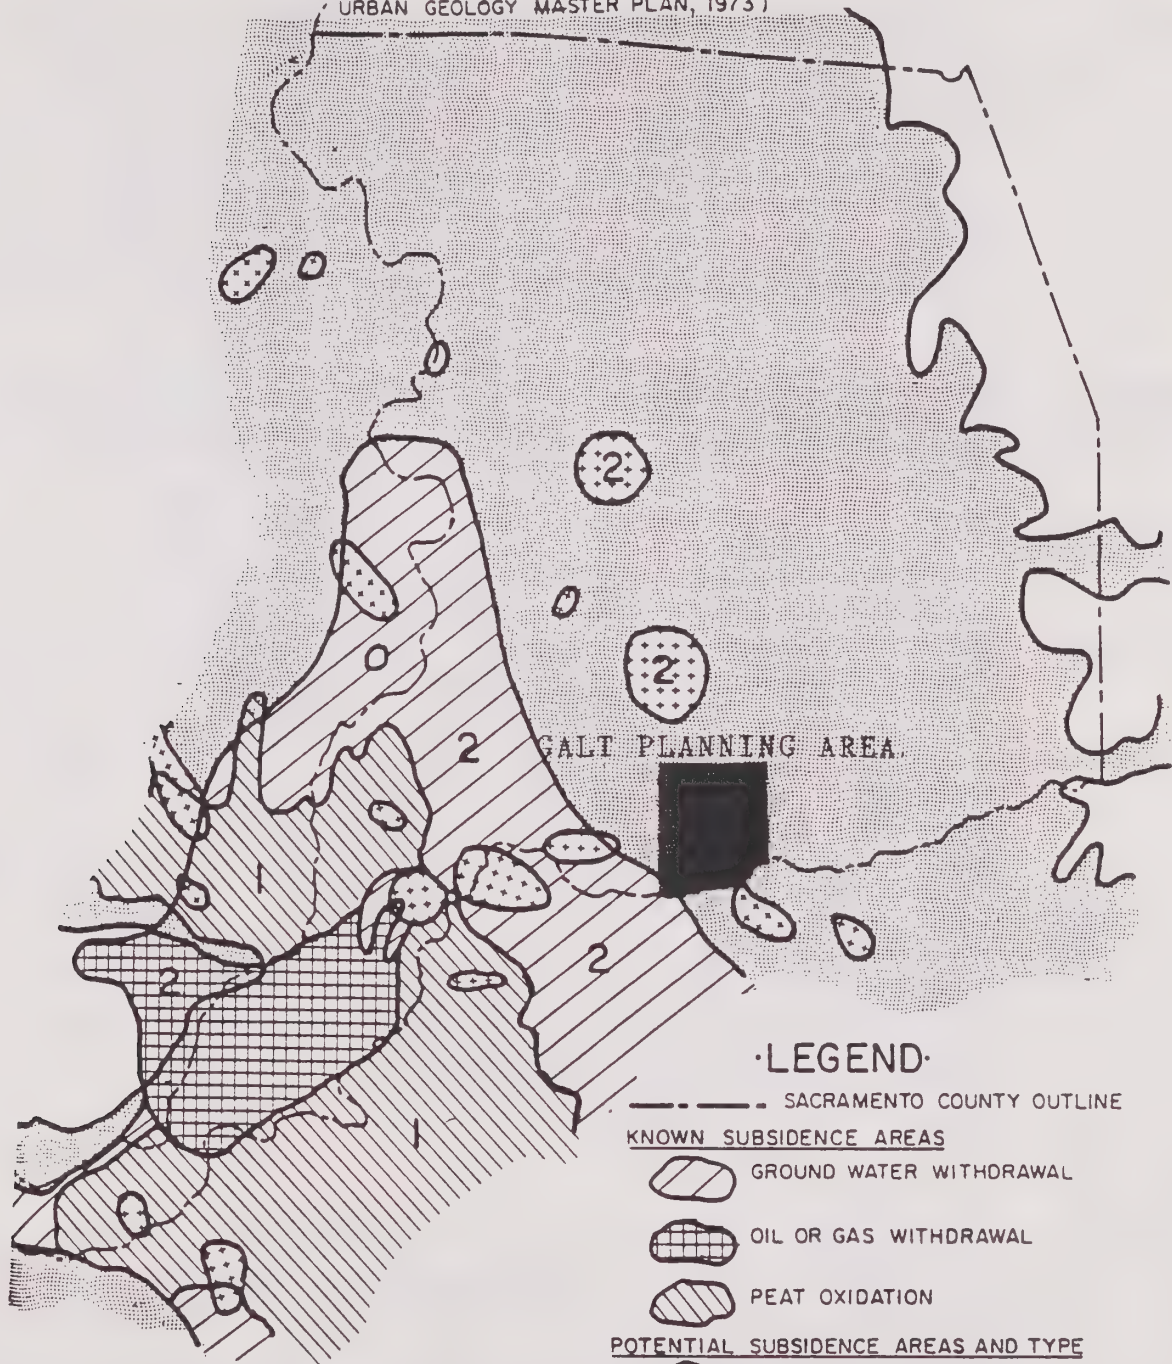 URBAN GEOLOGY MASTER PLAN, 1973)
2
2
2
GALT PLANNING AREA.
1
2
2
1
·LEGEND·
SACRAMENTO COUNTY OUTLINE
KNOWN SUBSIDENCE AREAS
GROUND WATER WITHDRAWAL
OIL OR GAS WITHDRAWAL
PEAT OXIDATION
POTENTIAL SUBSIDENCE AREAS AND TYPE